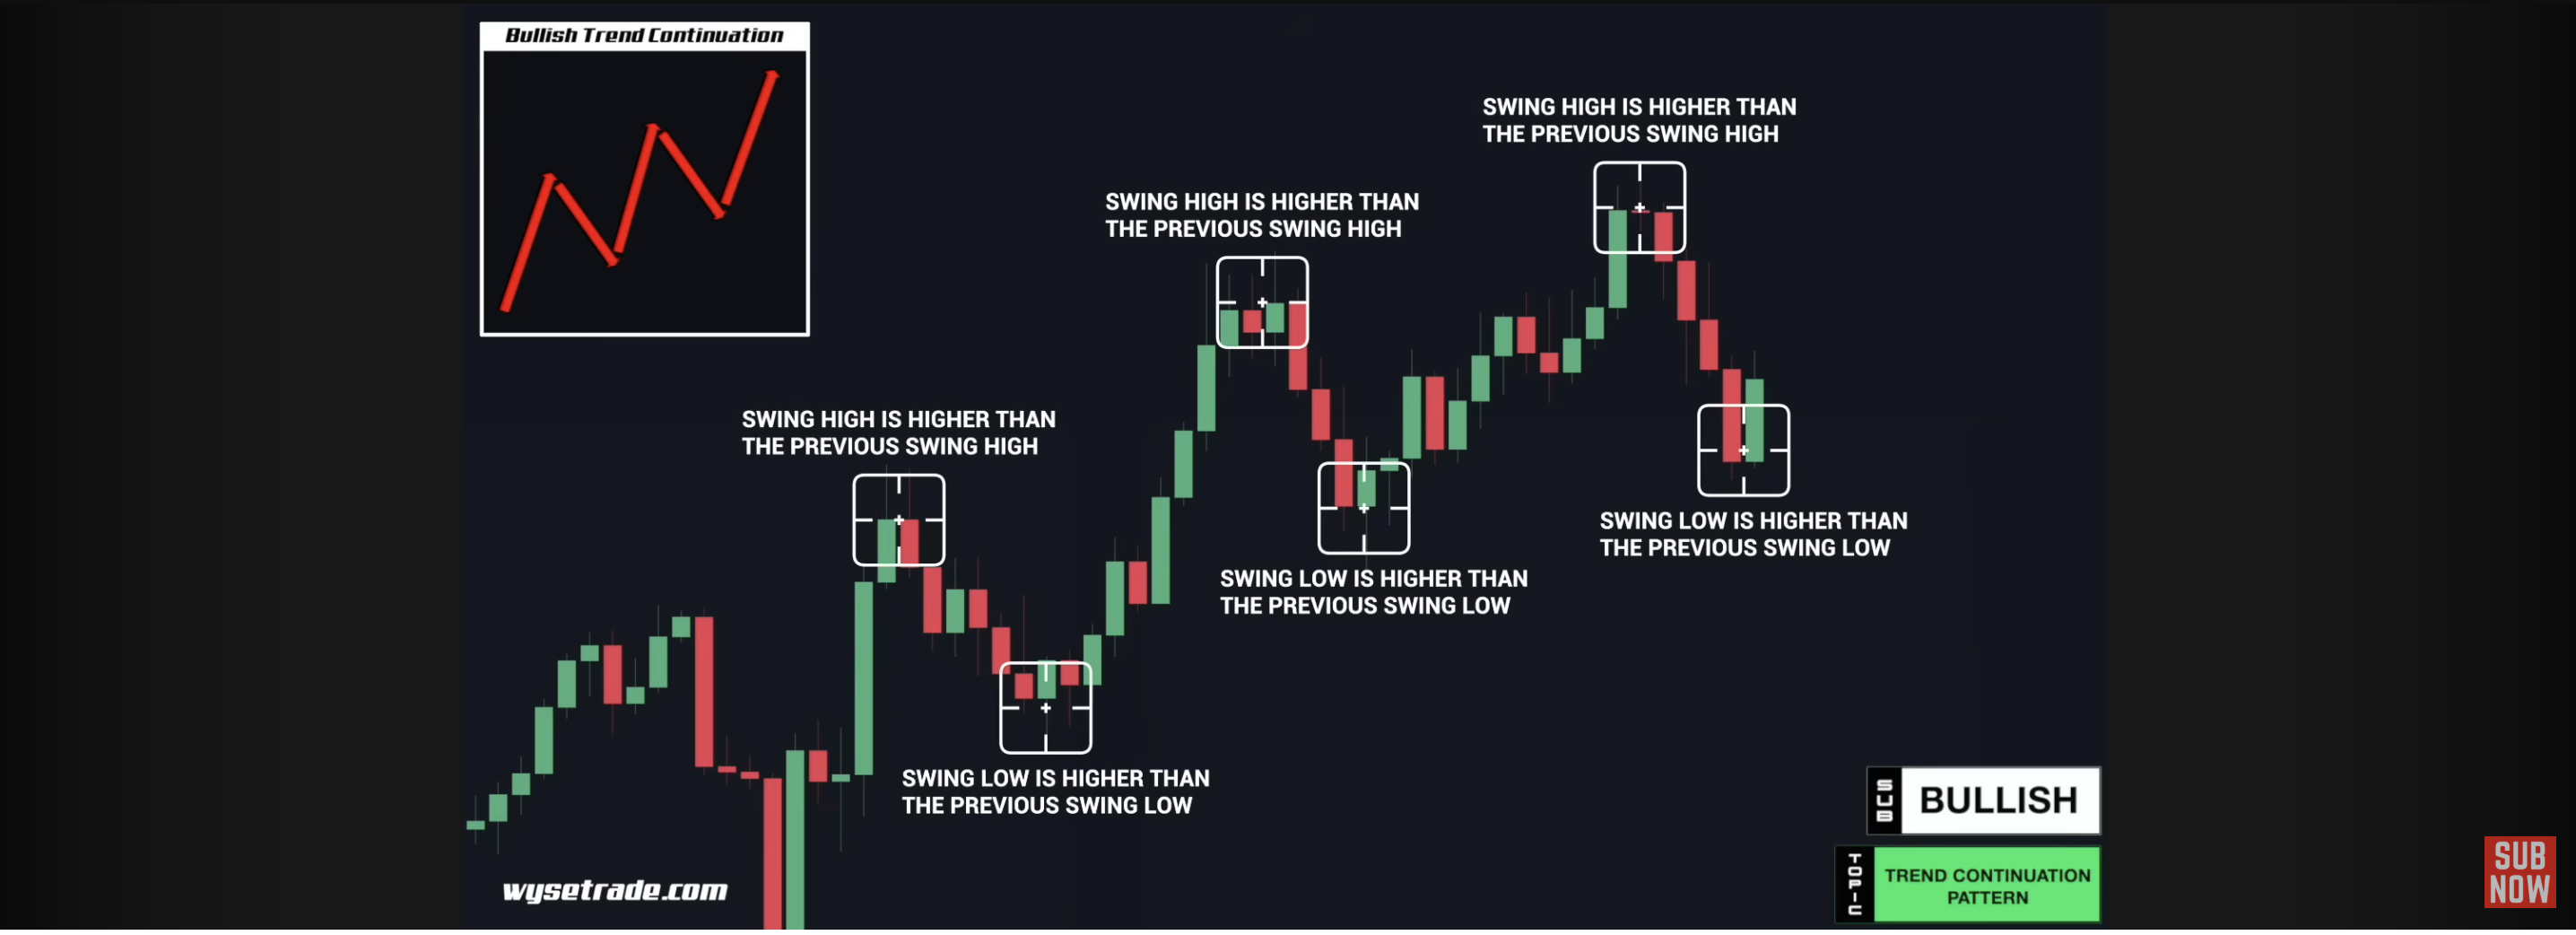 Bullish Trend Continuation
SWING HIGH IS HIGHER THAN
THE PREVIOUS SWING HIGH
SWING HIGH IS HIGHER THAN
THE PREVIOUS SWING HIGH
SWING HIGH IS HIGHER THAN
THE PREVIOUS SWING HIGH
SWING LOW IS HIGHER THAN
THE PREVIOUS SWING LOW
SWING LOW IS HIGHER THAN
THE PREVIOUS SWING LOW
SWING LOW IS HIGHER THAN
THE PREVIOUS SWING LOW
wysetrade.com
SUB
BULLISH
TOPIC
TREND CONTINUATION
PATTERN
SUB
NOW